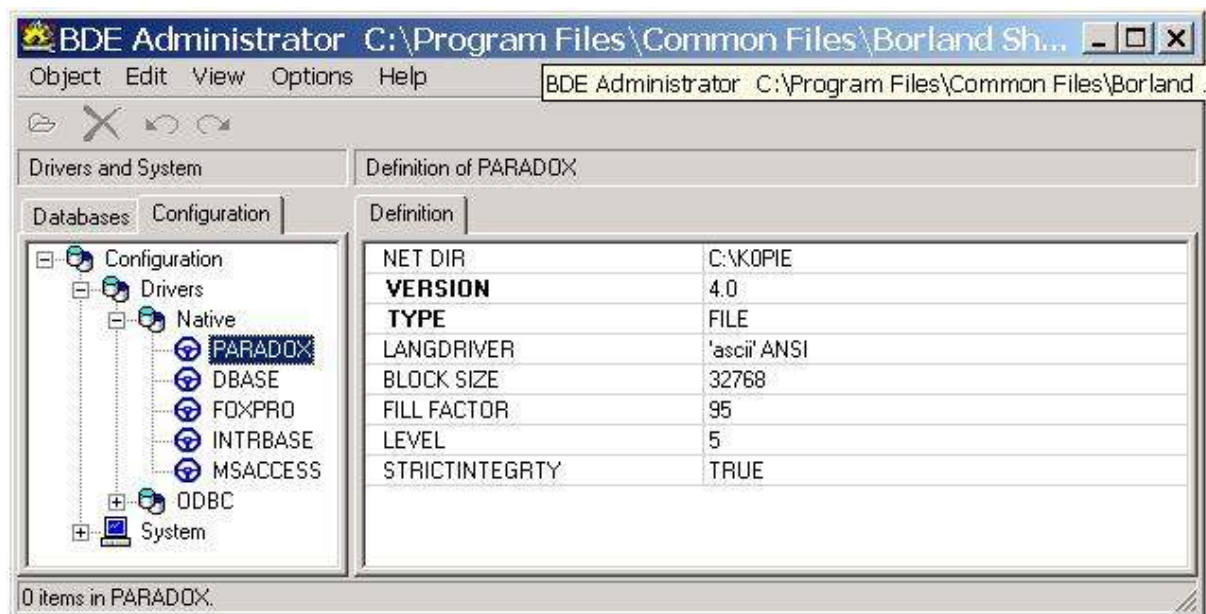 BDE Administrator C:\Program Files\Common Files\Borland Sh...
Object Edit View Options Help
BDE Administrator C:\Program Files\Common Files\Borland
Drivers and System
Definition of PARADOX
Databases Configuration
Definition
Configuration
Drivers
Native
PARADOX
DBASE
FOXPRO
INTRBASE
MSACCESS
ODBC
System
NET DIR C:\KOPIE
VERSION 4.0
TYPE FILE
LANGDRIVER 'ascii' ANSI
BLOCK SIZE 32768
FILL FACTOR 95
LEVEL 5
STRICTINTEGRTY TRUE
0 items in PARADOX.